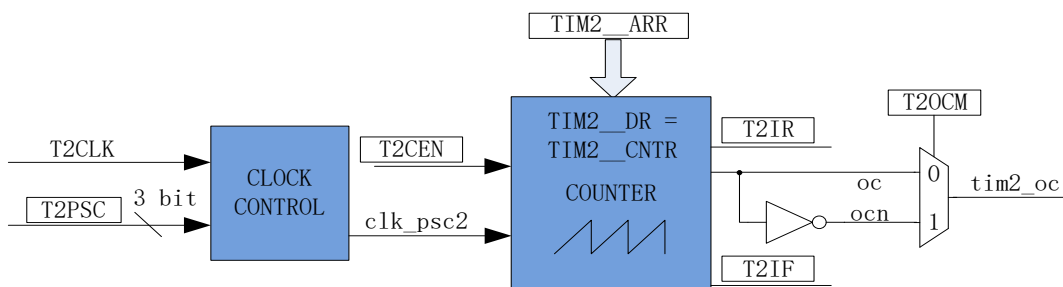 TIM2__ARR
T2CLK
T2PSC
3 bit
CLOCK
CONTROL
T2CEN
clk_psc2
TIM2__DR =
TIM2__CNTR
COUNTER
T2IR
T2IF
oc
ocn
T2OCM
0
1
tim2_oc